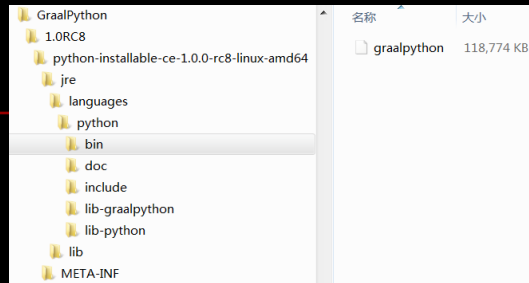 GraalPython
1.0RC8
python-installable-ce-1.0.0-rc8-linux-amd64
jre
languages
python
bin
doc
include
lib-graalpython
lib-python
lib
META-INF
名称 大小
graalpython 118,774 KB